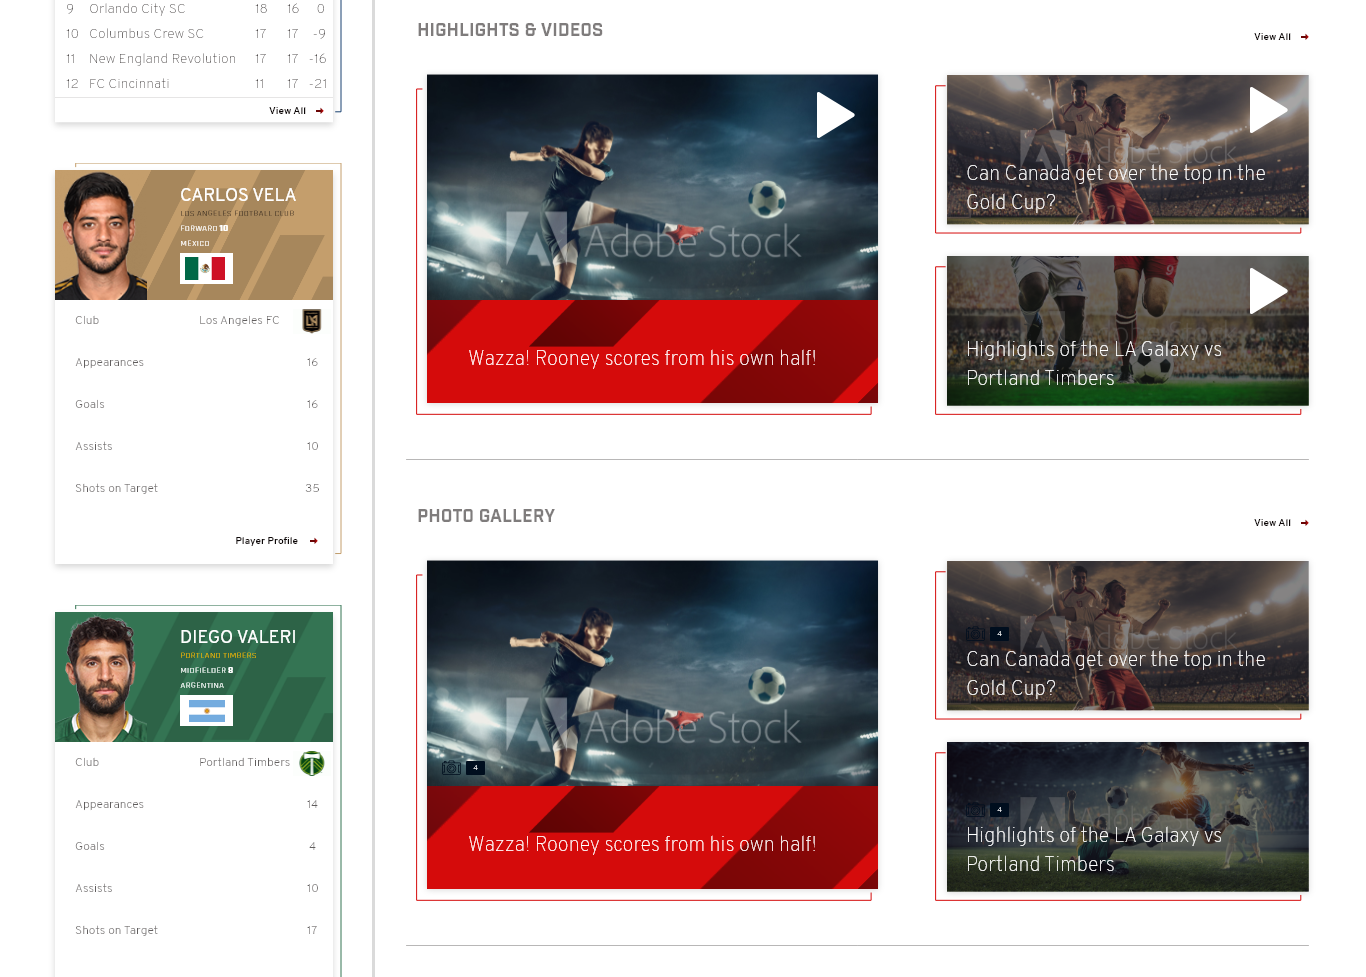 9 Orlando City SC 18 16 0
10 Columbus Crew SC 17 17 -9
11 New England Revolution 17 17 -16
12 FC Cincinnati 11 17 -21
View All
CARLOS VELA
LOS ANGELES FOOTBALL CLUB
FORWARD 10
MEXICO
Club Los Angeles FC
Appearances 16
Goals 16
Assists 10
Shots on Target 35
Player Profile
DIEGO VALERI
PORTLAND TIMBERS
MIDFIELDER 8
ARGENTINA
Club Portland Timbers
Appearances 14
Goals 4
Assists 10
Shots on Target 17
HIGHLIGHTS & VIDEOS
View All
Adobe Stock
Wazza! Rooney scores from his own half!
Adobe Stock
Can Canada get over the top in the
Gold Cup?
4
Highlights of the LA Galaxy vs
Portland Timbers
PHOTO GALLERY
View All
Adobe Stock
4
Wazza! Rooney scores from his own half!
Adobe Stock
4
Can Canada get over the top in the
Gold Cup?
4
Highlights of the LA Galaxy vs
Portland Timbers